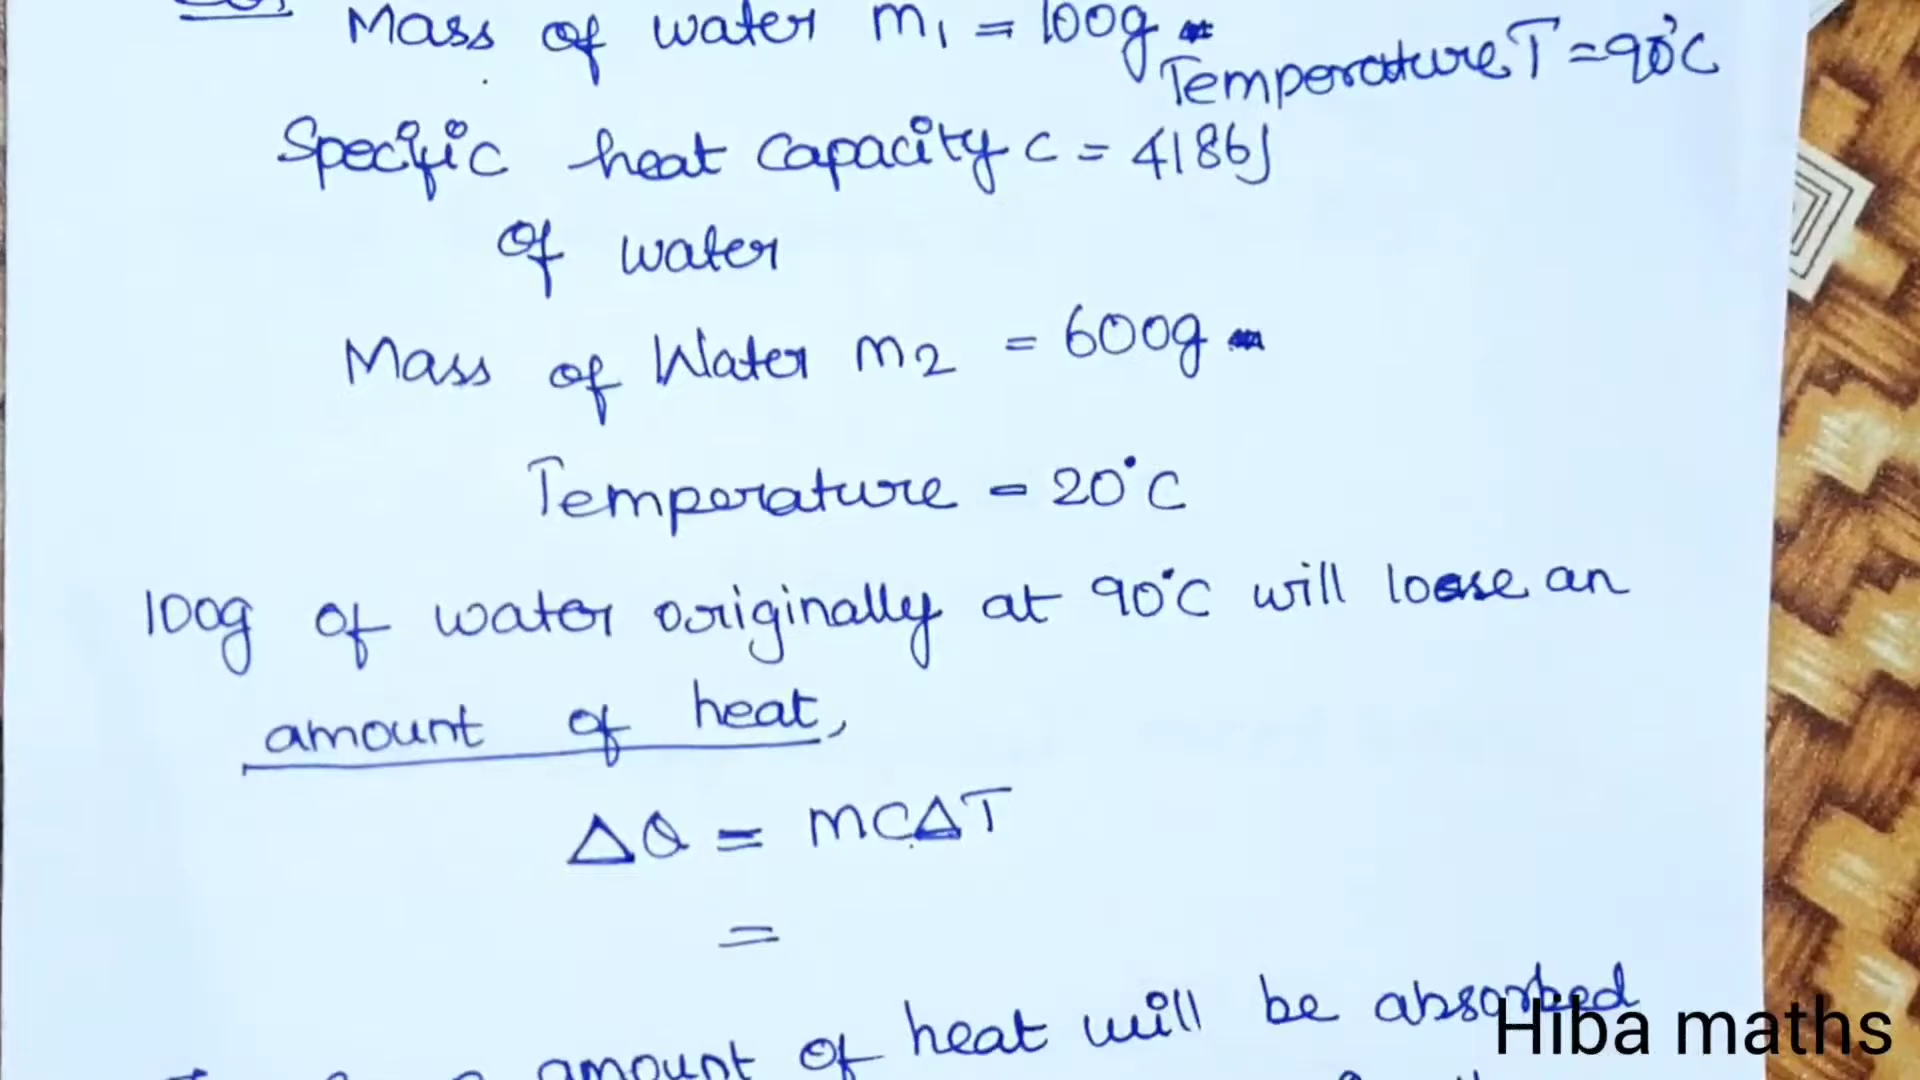 Mass of water m1 = 100g
Temperature T = 90°C
Specific heat capacity c = 4186J
of water
Mass of Water m2 = 600g
Temperature - 20°C
100g of water originally at 90°C will loose an
amount of heat,
ΔQ = mCΔT
=
amount of heat will be absorbed
Hiba maths